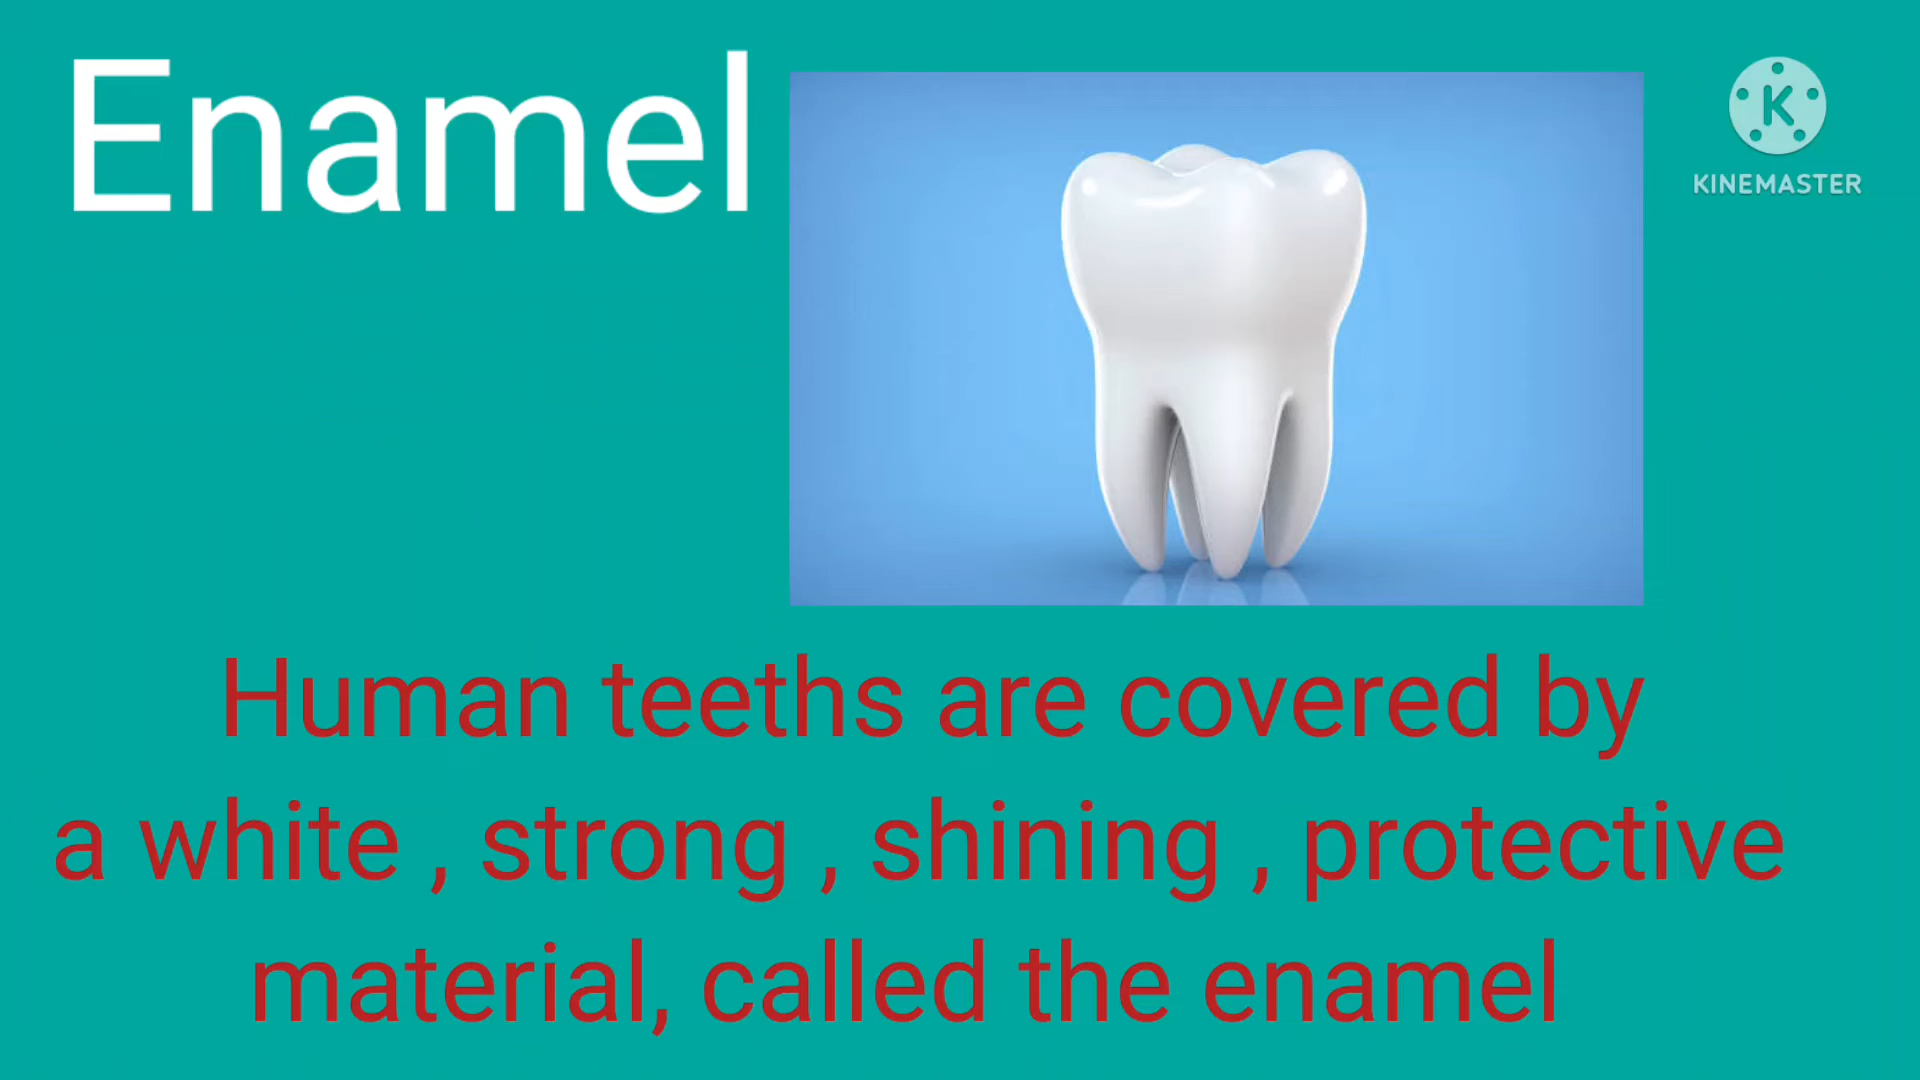 Enamel
K
KINEMASTER
Human teeths are covered by
a white , strong , shining , protective
material, called the enamel